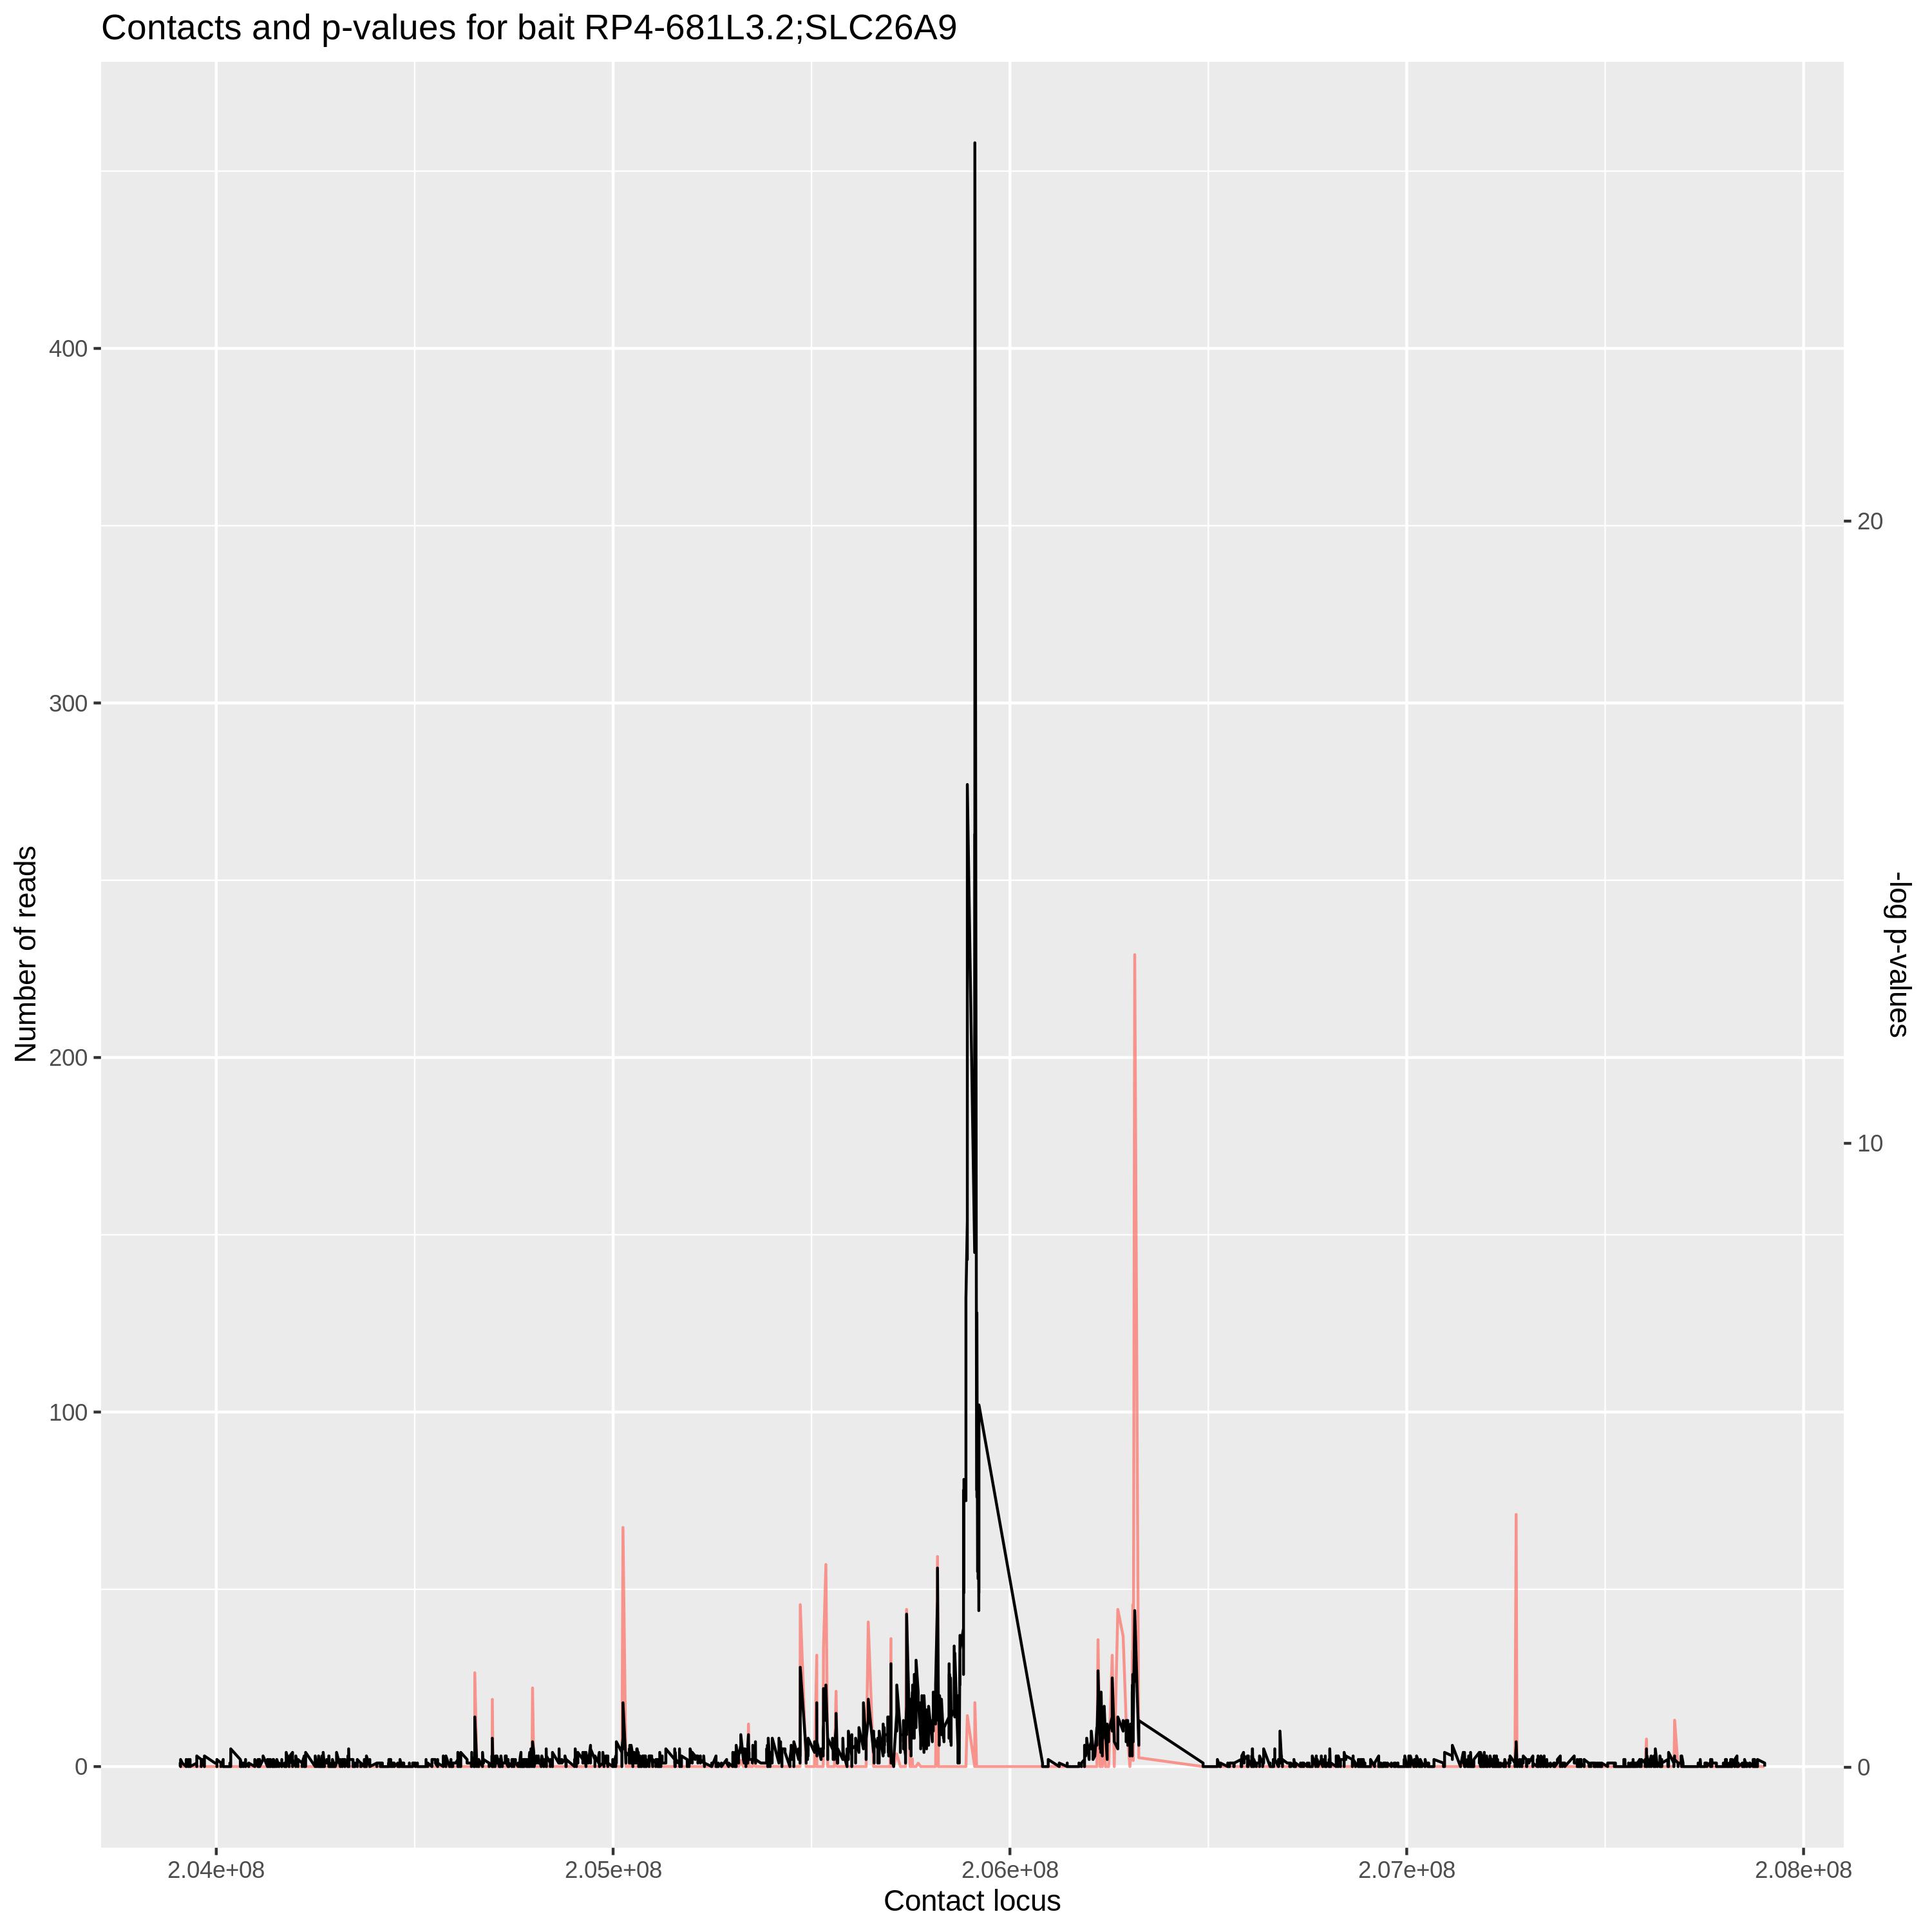 Contacts and p-values for bait RP4-681L3.2;SLC26A9
400
300
200
100
0
Number of reads
20
10
0
-log p-values
2.04e+08
2.05e+08
2.06e+08
2.07e+08
2.08e+08
Contact locus